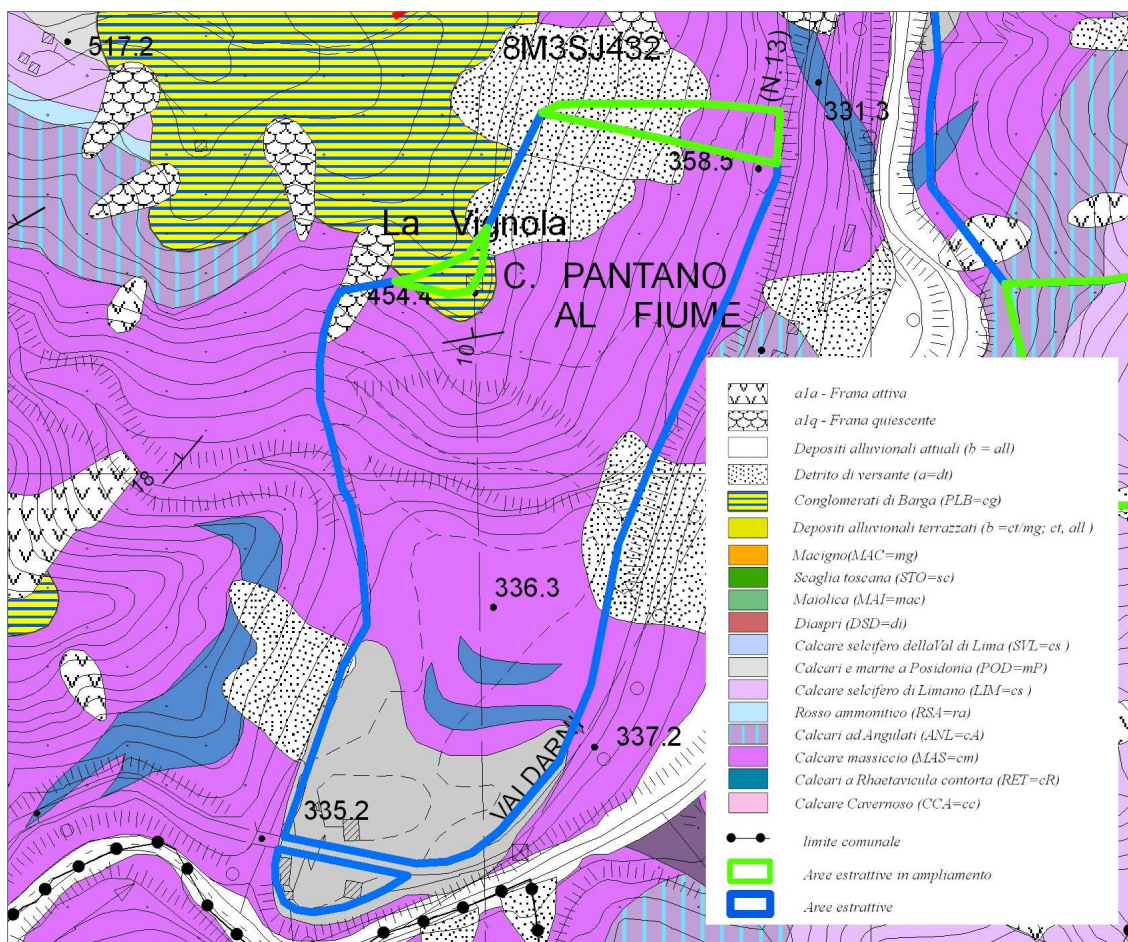 517.2
8M3SJ432
(N.13)
331.3
358.5
La Vignola
454.4
C. PANTANO
AL FIUME
10
18
336.3
337.2
335.2
a1a - Frana attiva
a1q - Frana quiescente
Depositi alluvionali attuali (b = all)
Detrito di versante (a=dt)
Conglomerati di Barga (PLB=cg)
Depositi alluvionali terrazzati (b =ct/mg; ct, all )
Macigno(MAC=mg)
Scaglia toscana (STO=sc)
Maiolica (MAI=mac)
Diaspri (DSD=di)
Calcare selcifero dellaVal di Lima (SVL=cs )
Calcari e marne a Posidonia (POD=mP)
Calcare selcifero di Limano (LIM=cs )
Rosso ammonitico (RSA=ra)
Calcari ad Angulati (ANL=cA)
Calcare massiccio (MAS=cm)
Calcari a Rhaetavicula contorta (RET=cR)
Calcare Cavernoso (CCA=cc)
limite comunale
Aree estrattive in ampliamento
Aree estrattive